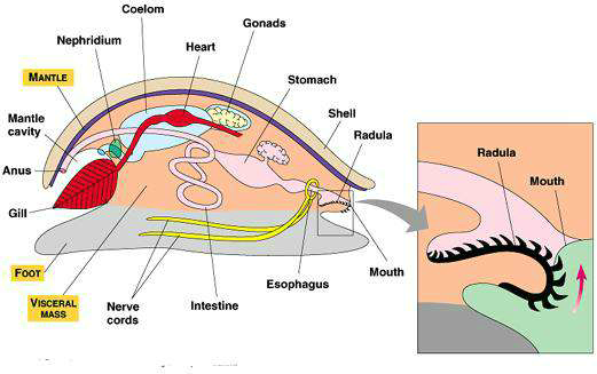 Coelom
Gonads
Nephridium
Heart
MANTLE
Stomach
Mantle
cavity
Shell
Radula
Anus
Gill
Mouth
FOOT
Esophagus
VISCERAL
MASS
Nerve
cords
Intestine
Radula
Mouth